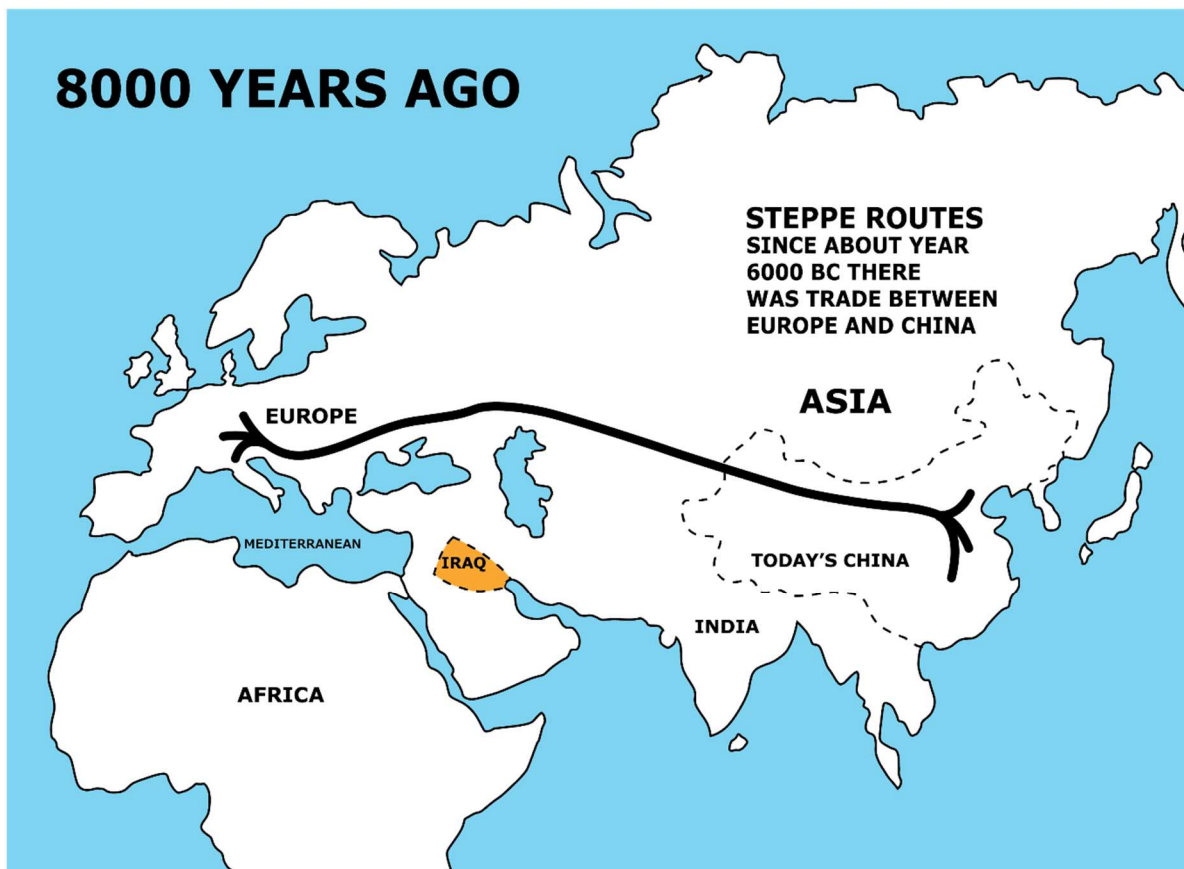 8000 YEARS AGO
STEPPE ROUTES
SINCE ABOUT YEAR
6000 BC THERE
WAS TRADE BETWEEN
EUROPE AND CHINA
ASIA
EUROPE
MEDITERRANEAN
IRAQ
TODAY'S CHINA
INDIA
AFRICA